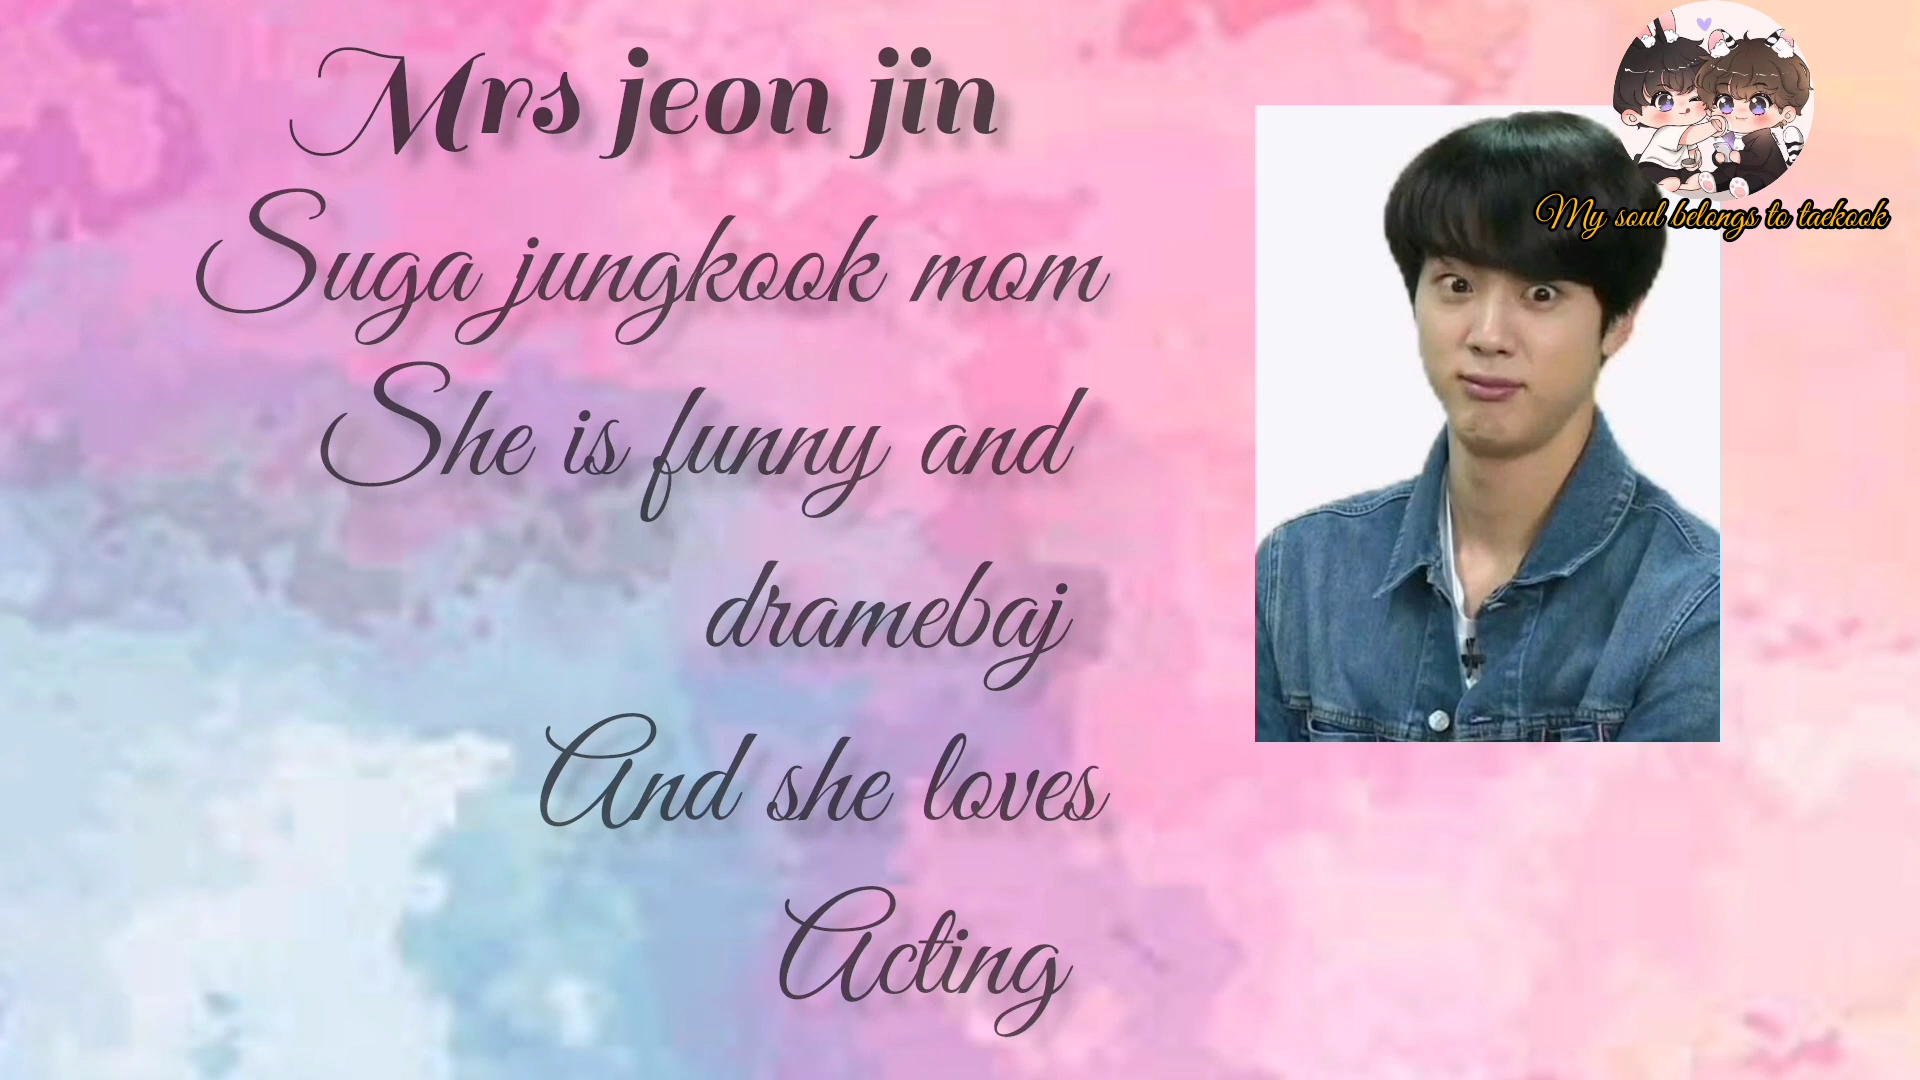 Mrs jeon jin
Suga jungkook mom
She is funny and
dramebaj
And she loves
Acting
My soul belongs to taekook